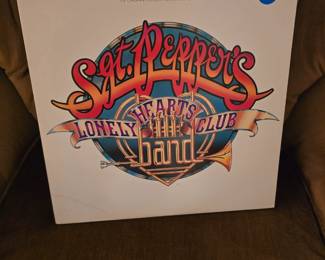 Sgt. Pepper's
LONELY HEARTS CLUB
band